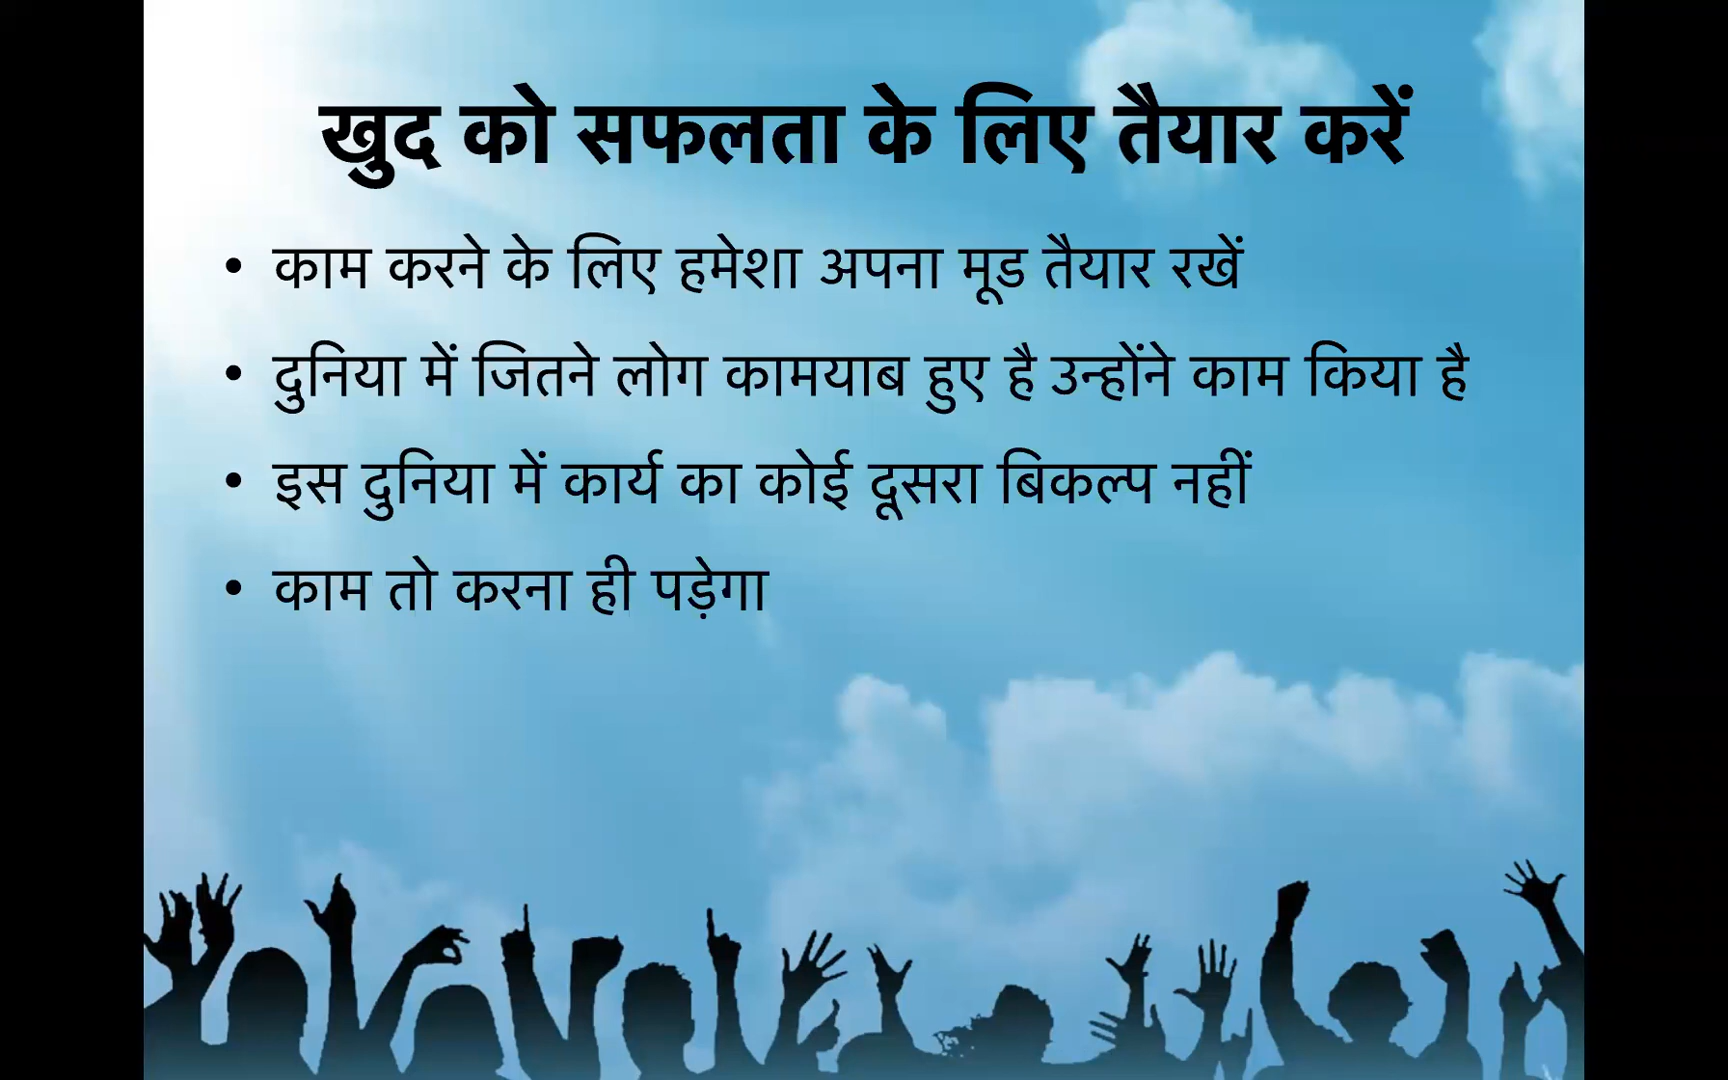 खुद को सफलता के लिए तैयार करें
• काम करने के लिए हमेशा अपना मूड तैयार रखें
• दुनिया में जितने लोग कामयाब हुए है उन्होंने काम किया है
• इस दुनिया में कार्य का कोई दूसरा बिकल्प नहीं
• काम तो करना ही पड़ेगा